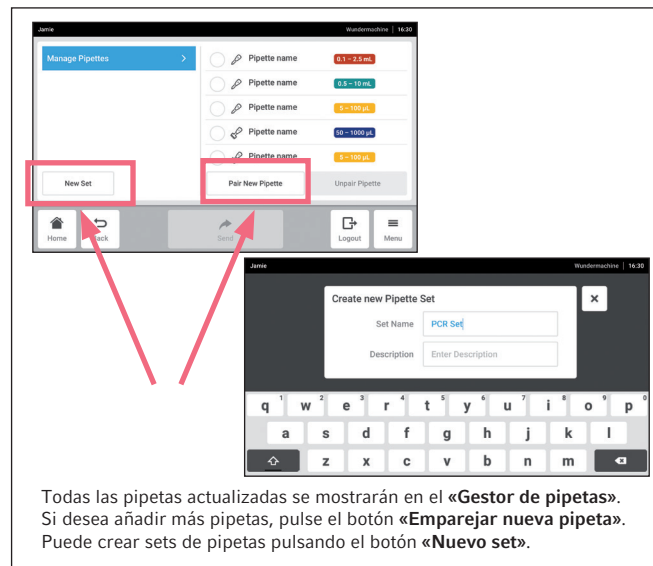 Jamie
Wundermachine | 16:30
Manage Pipettes >
Pipette name 0.1 – 2.5 mL
Pipette name 0.5 – 10 mL
Pipette name 5 – 100 µL
Pipette name 50 – 1000 µL
Pipette name 5 – 100 µL
New Set
Pair New Pipette
Unpair Pipette
Home
Back
Send
Logout
Menu
Jamie
Wundermachine | 16:30
Create new Pipette Set
Set Name PCR Set
Description Enter Description
q 1 w 2 e 3 r 4 t 5 y 6 u 7 i 8 o 9 p 0
a s d f g h j k l
z x c v b n m
Todas las pipetas actualizadas se mostrarán en el «Gestor de pipetas».
Si desea añadir más pipetas, pulse el botón «Emparejar nueva pipeta».
Puede crear sets de pipetas pulsando el botón «Nuevo set».